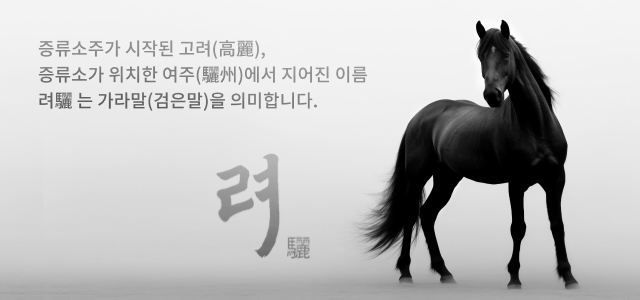 증류소주가 시작된 고려(高麗),
증류소가 위치한 여주(驪州)에서 지어진 이름
려驪 는 가라말(검은말)을 의미합니다.
려
驪